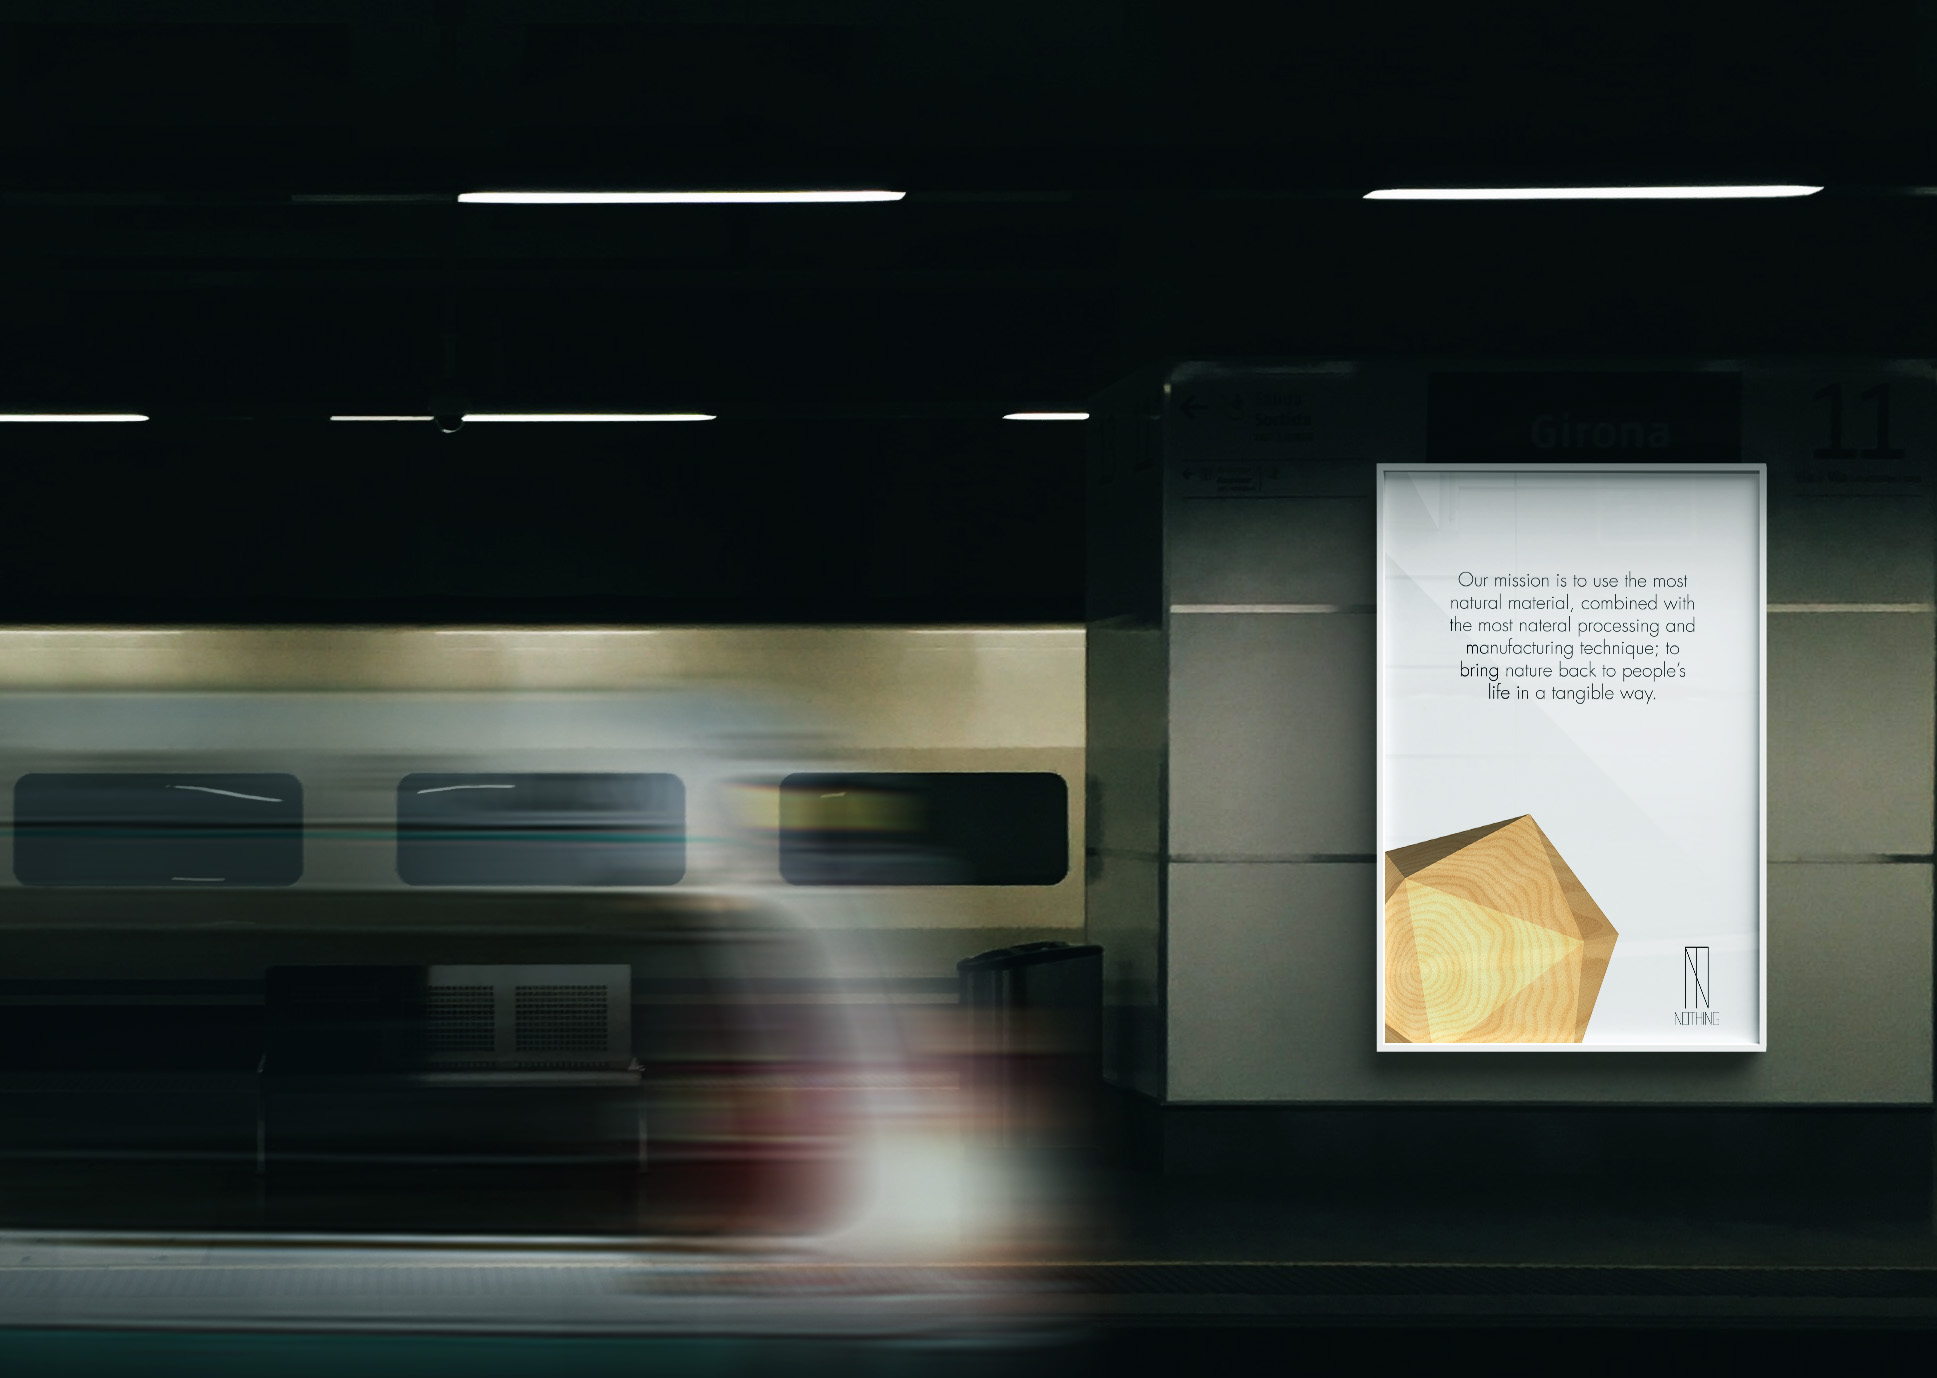 Sortida
Girona
11
Our mission is to use the most
natural material, combined with
the most nateral processing and
manufacturing technique; to
bring nature back to people's
life in a tangible way.
NOTHING